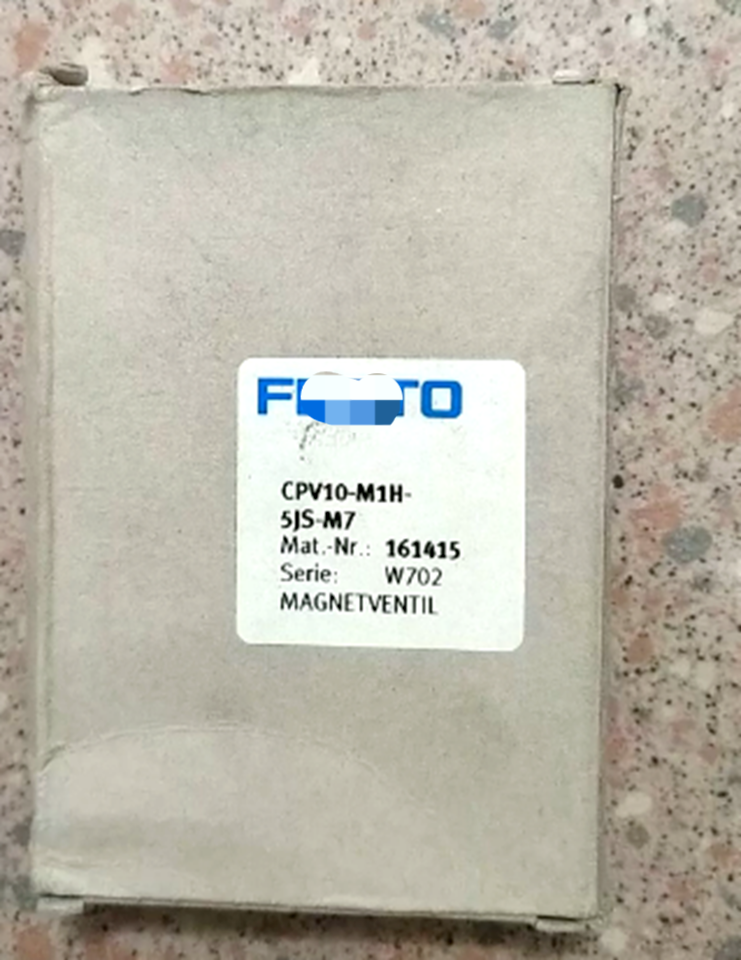 CPV10-M1H-
5JS-M7
Mat.-Nr.: 161415
Serie: W702
MAGNETVENTIL